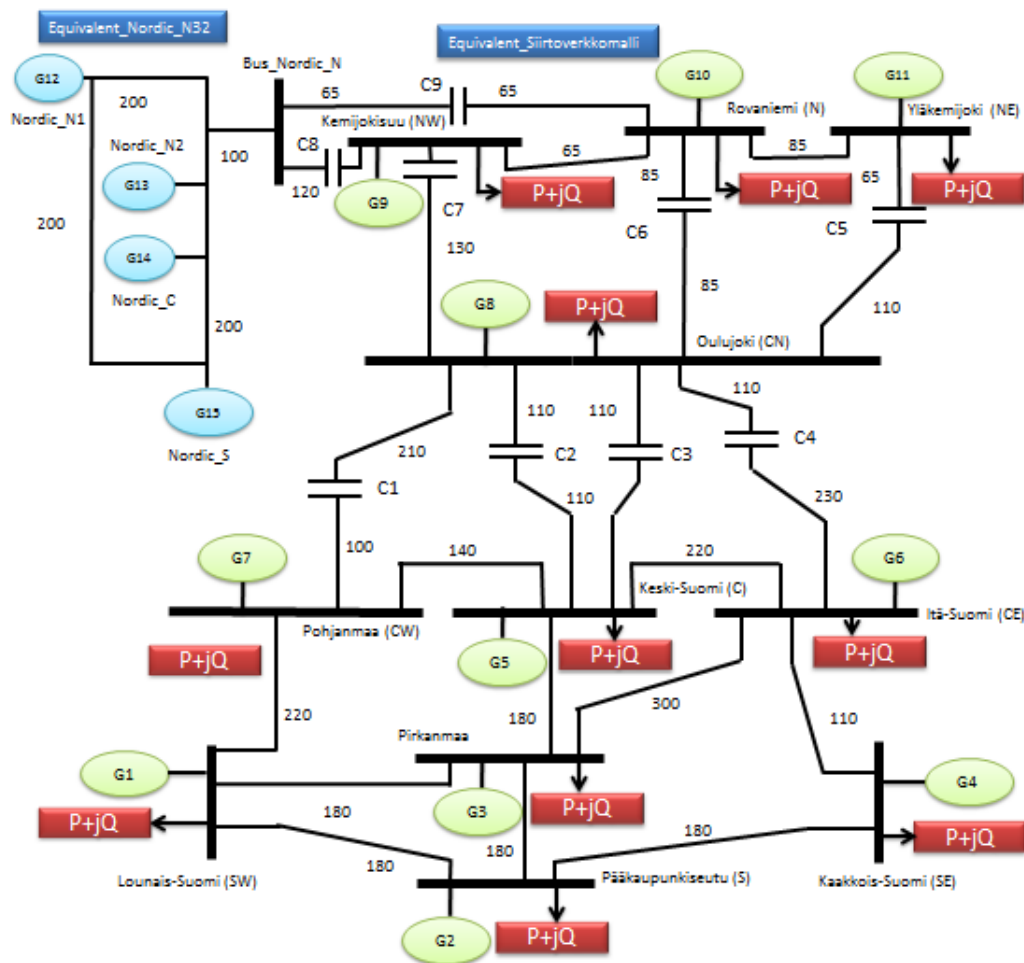 Equivalent_Nordic_N32
Equivalent_Siirtoverkkomalli
Bus_Nordic_N
G12
Nordic_N1
200
Nordic_N2
G13
100
200
G14
Nordic_C
200
G15
Nordic_S
65
C9
65
Kemijokisuu (NW)
C8
120
G9
C7
130
P+jQ
65
G10
Rovaniemi (N)
85
C6
85
P+jQ
85
G11
Yläkemijoki (NE)
65
C5
110
P+jQ
G8
P+jQ
Oulujoki (CN)
210
C1
100
110
C2
110
110
C3
110
C4
230
G7
140
220
G6
Pohjanmaa (CW)
Keski-Suomi (C)
Itä-Suomi (CE)
P+jQ
G5
P+jQ
P+jQ
220
180
300
110
Pirkanmaa
G1
G3
G4
P+jQ
180
P+jQ
180
P+jQ
180
180
Lounais-Suomi (SW)
Pääkaupunkiseutu (S)
Kaakkois-Suomi (SE)
G2
P+jQ